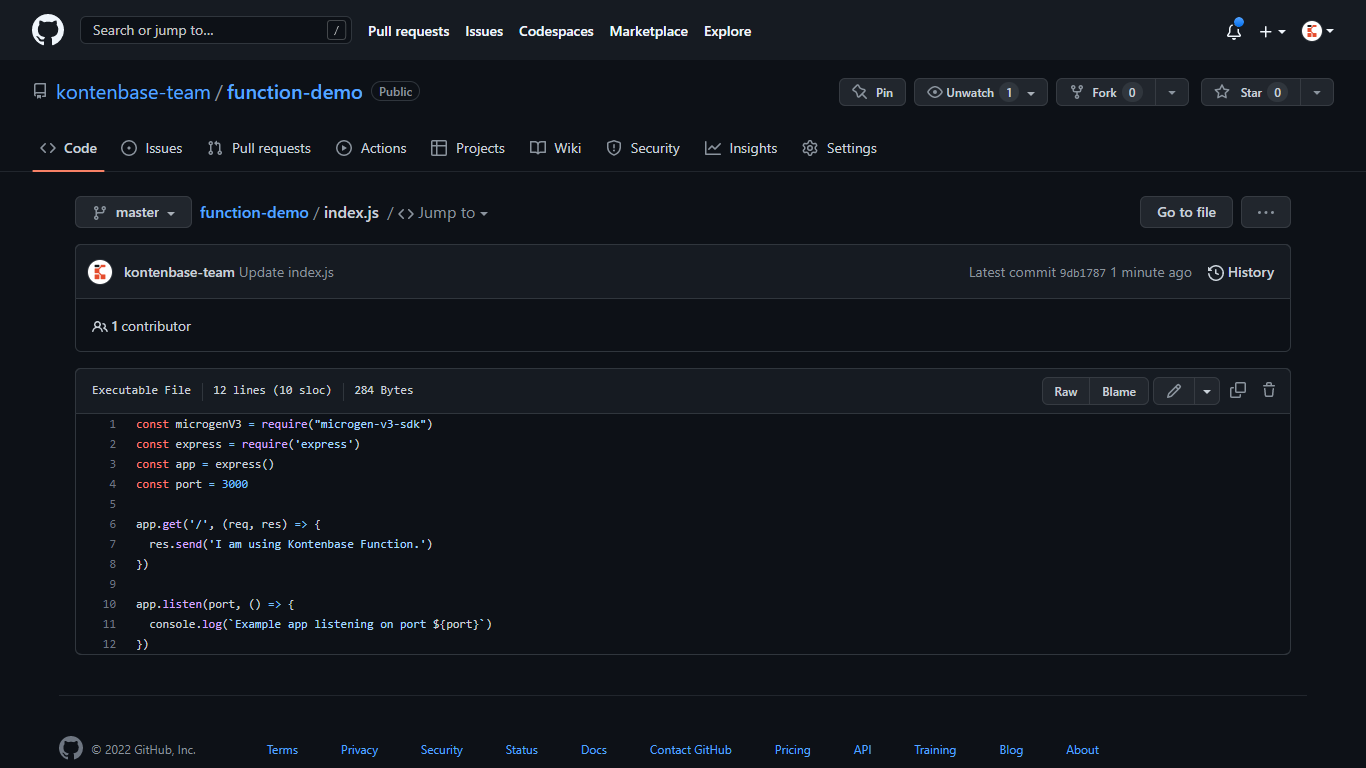 Search or jump to... /
Pull requests Issues Codespaces Marketplace Explore
kontenbase-team / function-demo Public
Pin Unwatch 1 Fork 0 Star 0
Code Issues Pull requests Actions Projects Wiki Security Insights Settings
master function-demo / index.js / <> Jump to
Go to file ...
kontenbase-team Update index.js Latest commit 9db1787 1 minute ago History
1 contributor
Executable File 12 lines (10 sloc) 284 Bytes Raw Blame
1 const microgenV3 = require("microgen-v3-sdk")
2 const express = require('express')
3 const app = express()
4 const port = 3000
5
6 app.get('/', (req, res) => {
7 res.send('I am using Kontenbase Function.')
8 })
9
10 app.listen(port, () => {
11 console.log(`Example app listening on port ${port}`)
12 })
© 2022 GitHub, Inc. Terms Privacy Security Status Docs Contact GitHub Pricing API Training Blog About